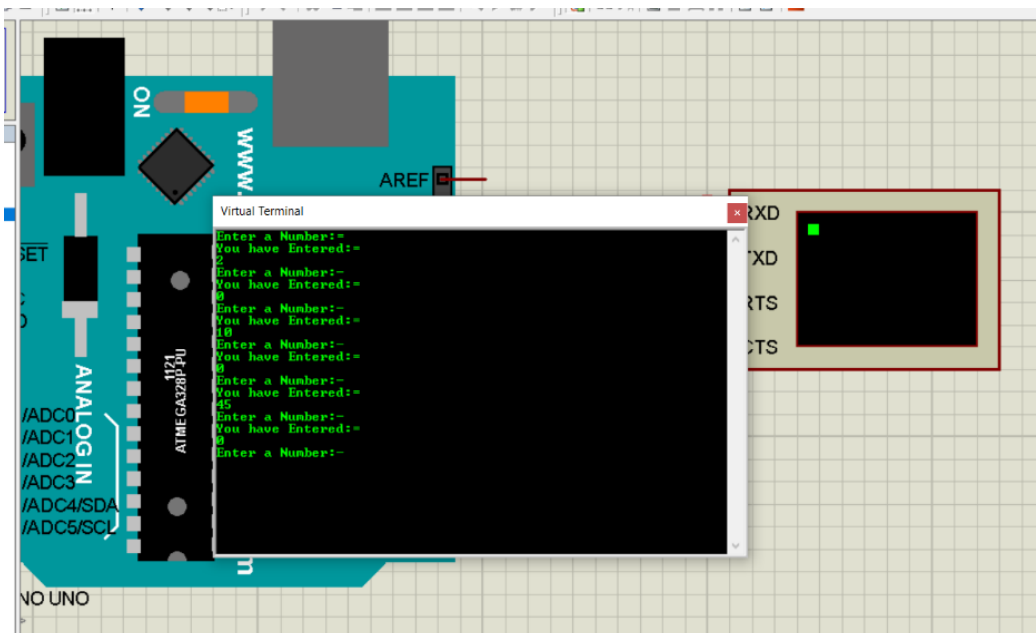 ON
WWW.
AREF
Virtual Terminal
RXD
TXD
RTS
CTS
Enter a Number:=
You have Entered:=
2
Enter a Number:-
You have Entered:=
0
Enter a Number:-
You have Entered:=
10
Enter a Number:-
You have Entered:=
0
Enter a Number:-
You have Entered:=
45
Enter a Number:-
You have Entered:=
0
Enter a Number:-
SET
1121
ATMEGA328P-PU
ANALOG IN
/ADC0
/ADC1
/ADC2
/ADC3
/ADC4/SDA
/ADC5/SCL
m
NO UNO